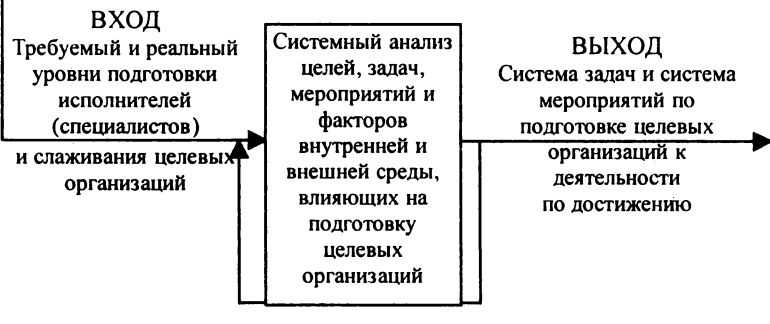 ВХОД
Требуемый и реальный
уровни подготовки
исполнителей
(специалистов)
и слаживания целевых
организаций
Системный анализ
целей, задач,
мероприятий и
факторов
внутренней и
внешней среды,
влияющих на
подготовку
целевых
организаций
ВЫХОД
Система задач и система
мероприятий по
подготовке целевых
организаций к
деятельности
по достижению